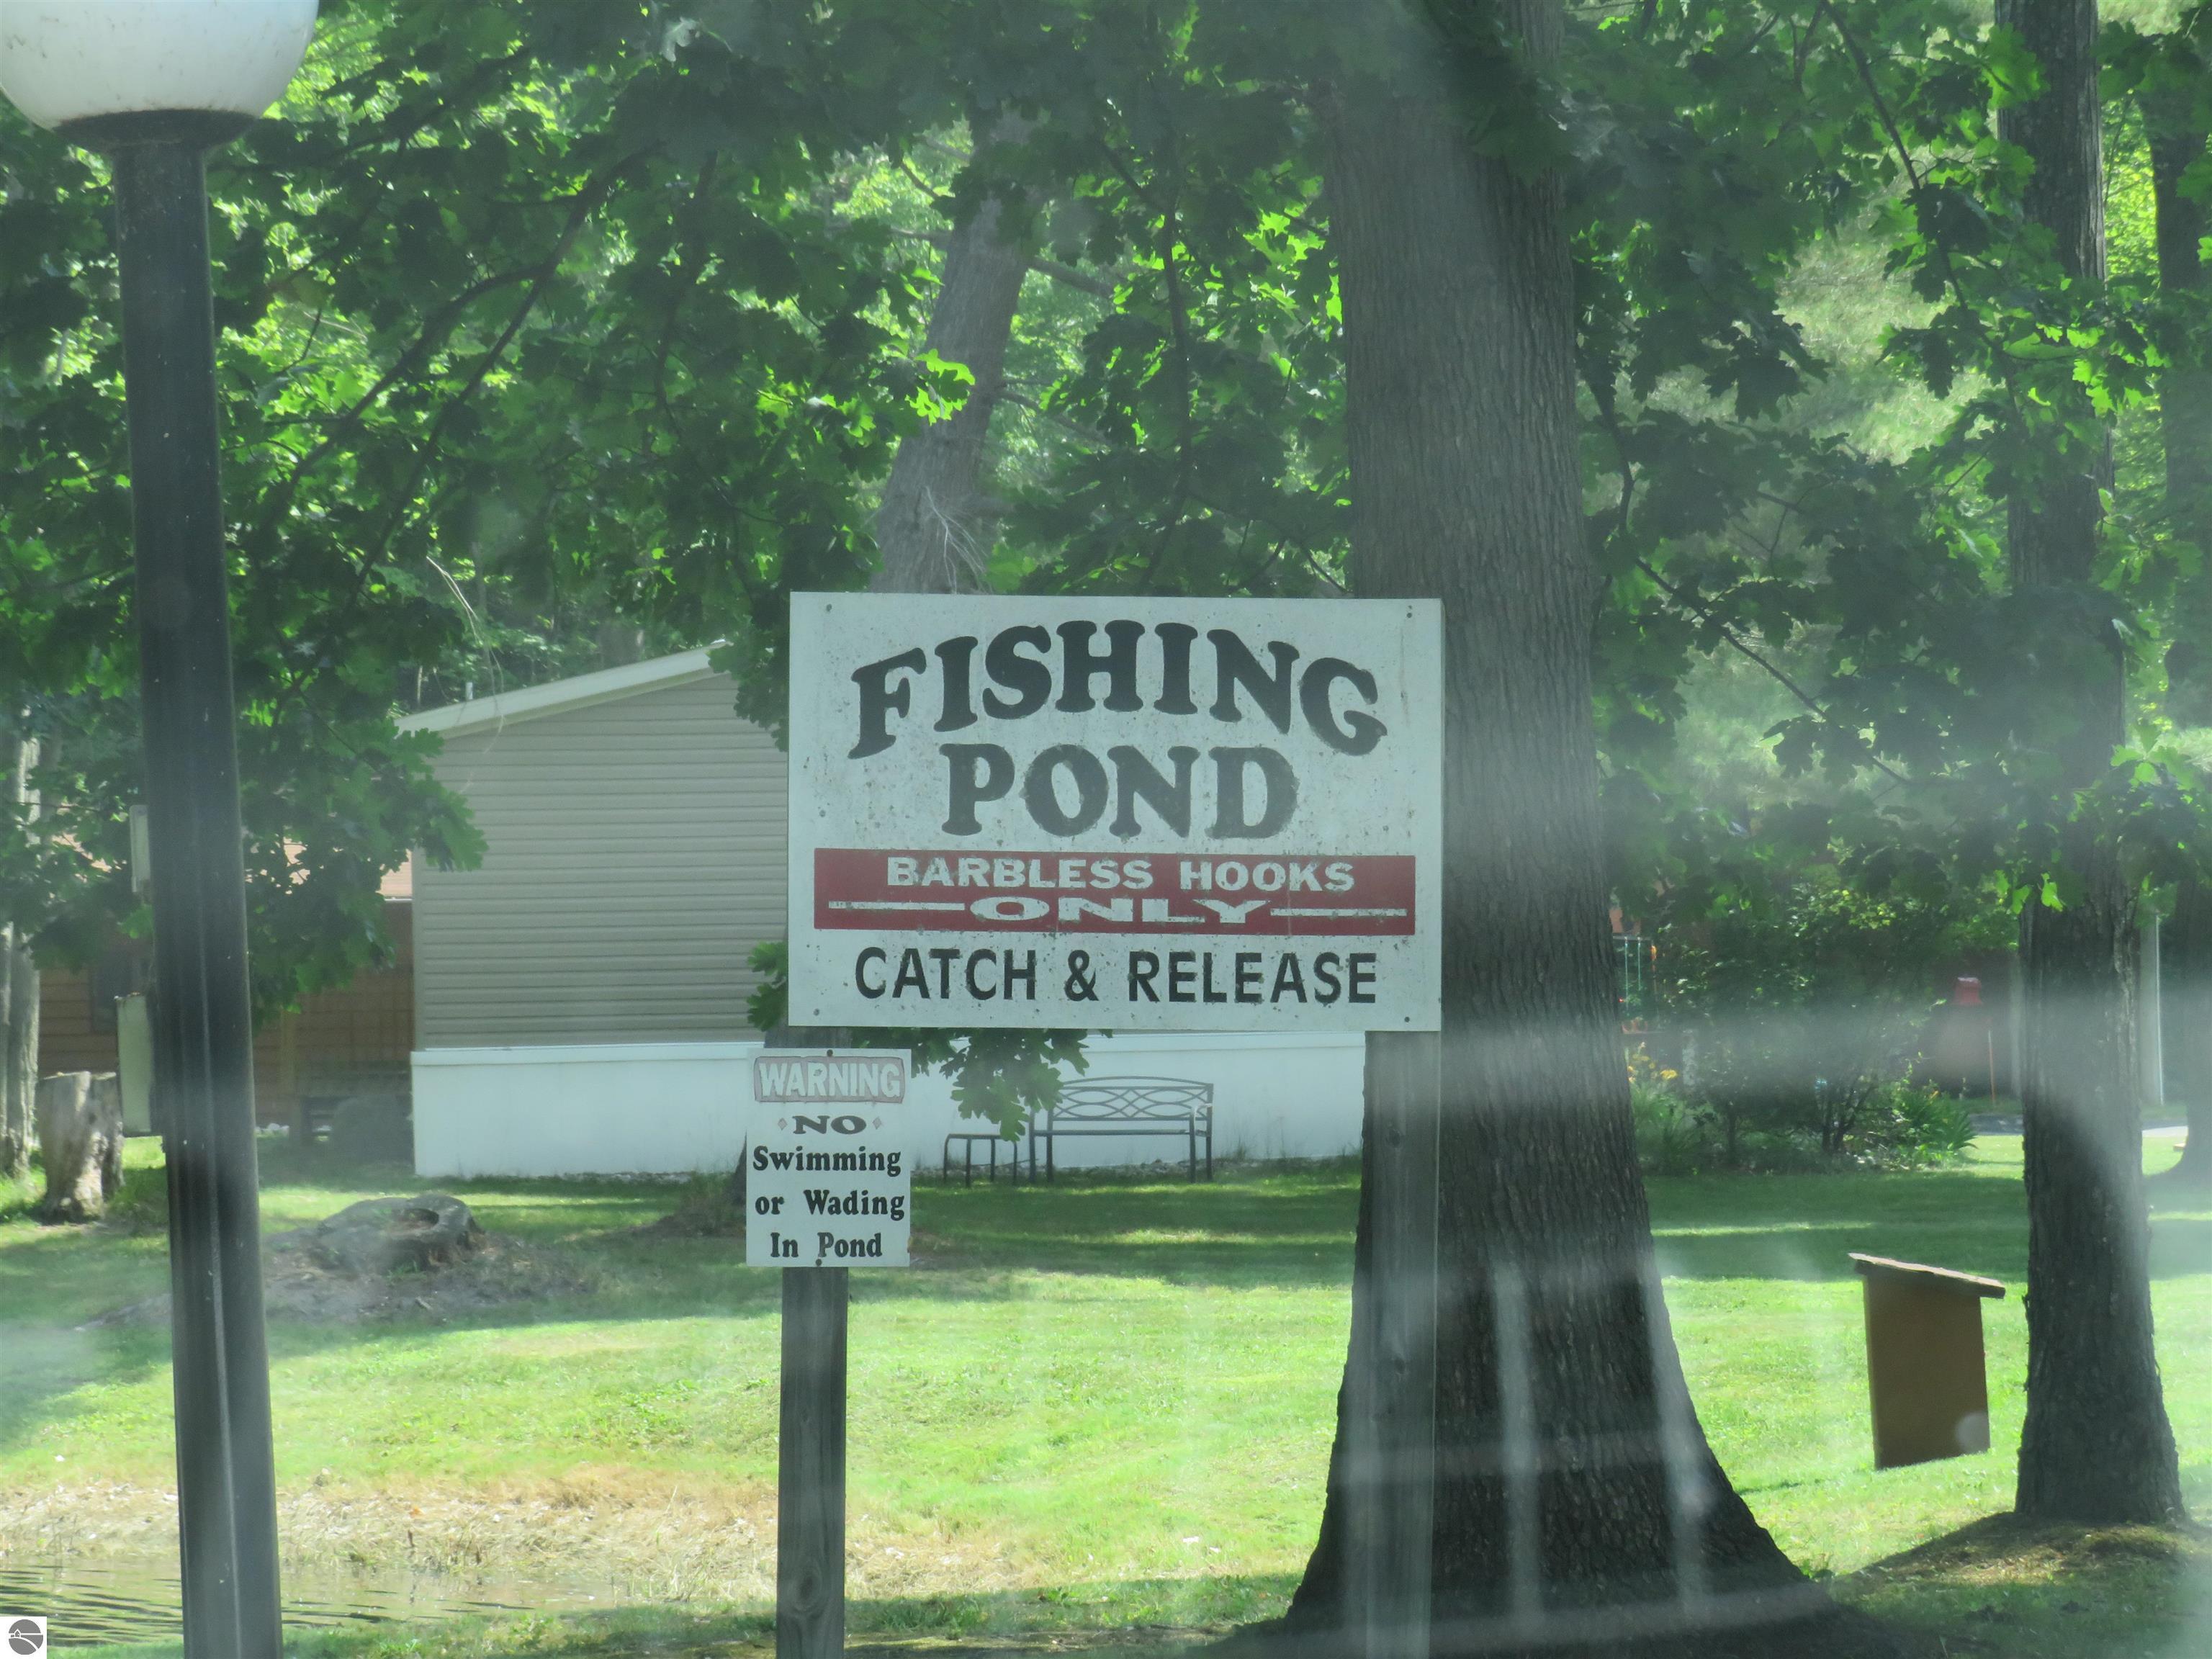 FISHING
POND
BARBLESS HOOKS
ONLY
CATCH & RELEASE
WARNING
NO
Swimming
or Wading
In Pond